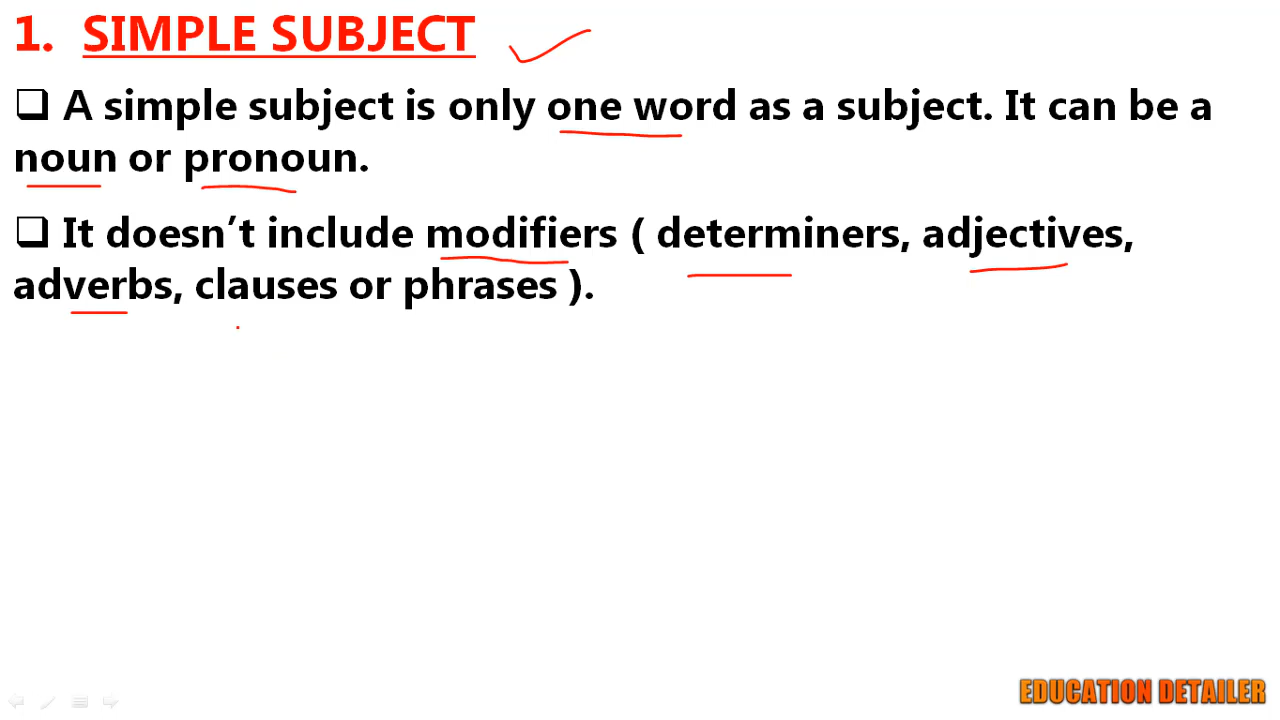 1. SIMPLE SUBJECT
❑ A simple subject is only one word as a subject. It can be a
noun or pronoun.
❑ It doesn’t include modifiers ( determiners, adjectives,
adverbs, clauses or phrases ).
EDUCATION DETAILER